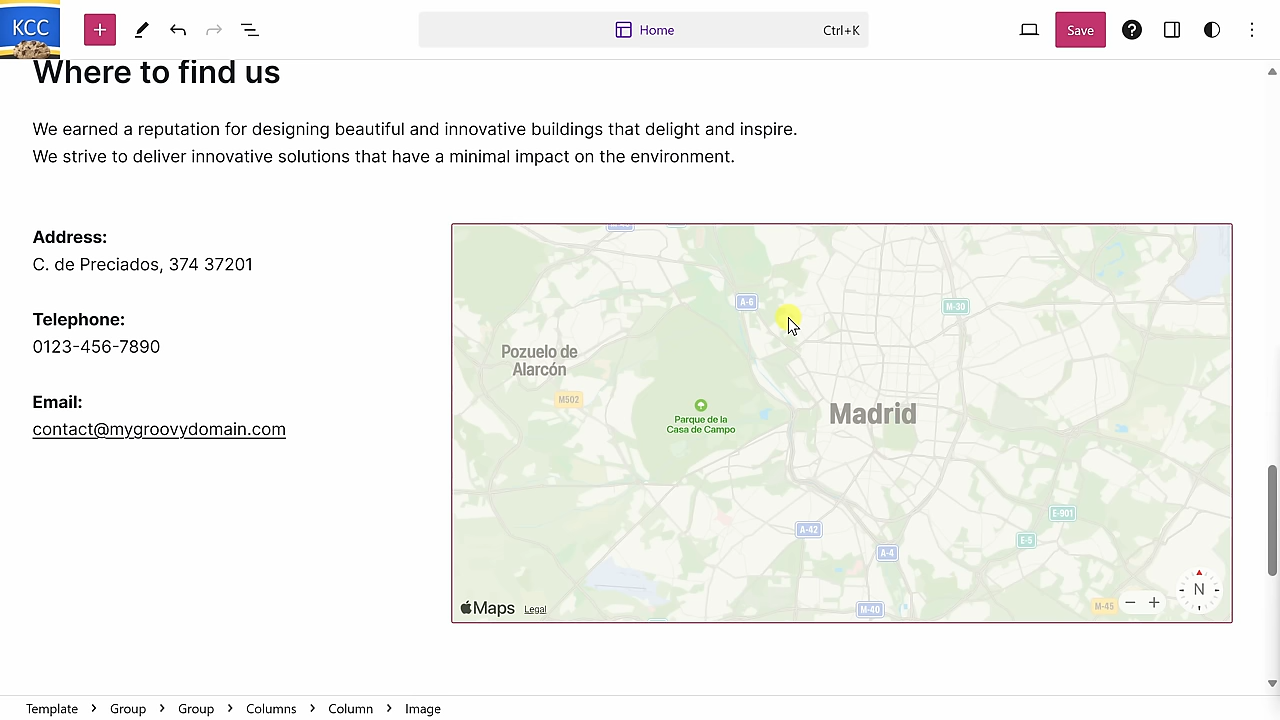 KCC
Home
Ctrl+K
Save
Where to find us
We earned a reputation for designing beautiful and innovative buildings that delight and inspire.
We strive to deliver innovative solutions that have a minimal impact on the environment.
Address:
C. de Preciados, 374 37201
Telephone:
0123-456-7890
Email:
contact@mygroovydomain.com
A-6
M-30
Pozuelo de
Alarcón
M502
Parque de la
Casa de Campo
Madrid
E-901
A-42
E-5
A-4
N
Maps
Legal
M-40
M-45
Template
Group
Group
Columns
Column
Image